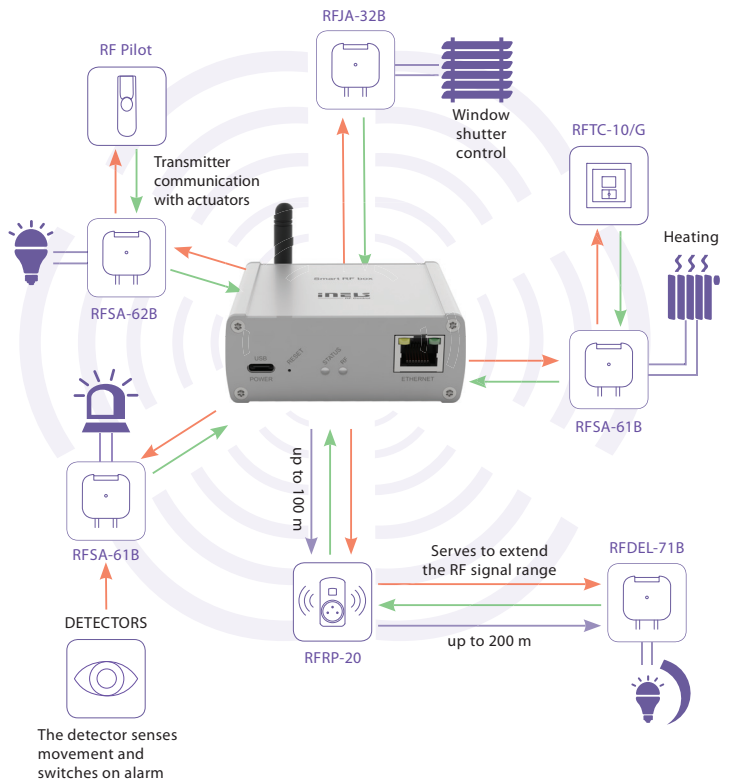 RFJA-32B
RF Pilot
Window
shutter
control
RFTC-10/G
Transmitter
communication
with actuators
Heating
RFSA-62B
Smart RF box
iNELS
USB
POWER
RESET
STATUS
RF
ETHERNET
RFSA-61B
up to 100 m
RFSA-61B
Serves to extend
the RF signal range
RFDEL-71B
DETECTORS
up to 200 m
RFRP-20
The detector senses
movement and
switches on alarm